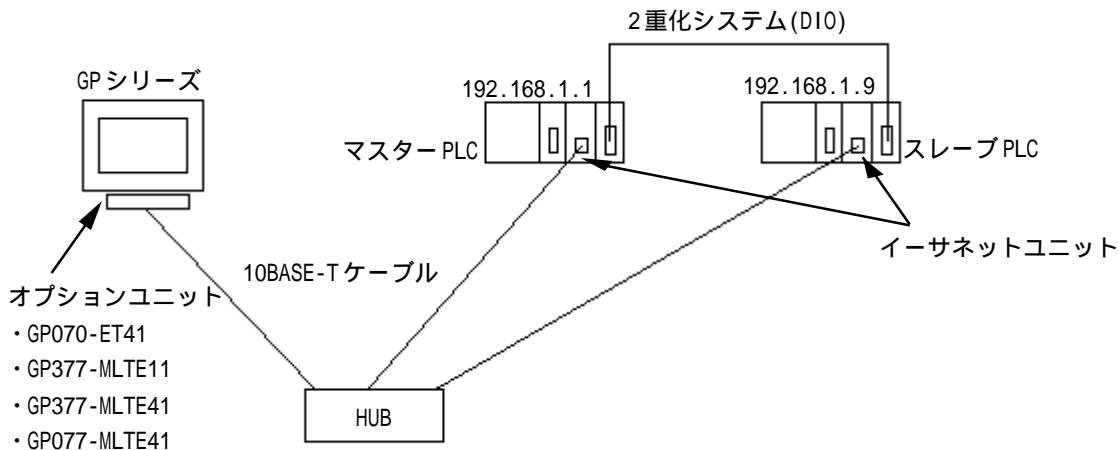 2重化システム(DIO)
GPシリーズ
192.168.1.1
192.168.1.9
マスターPLC
スレーブPLC
イーサネットユニット
10BASE-Tケーブル
オプションユニット
・GP070-ET41
・GP377-MLTE11
・GP377-MLTE41
・GP077-MLTE41
HUB